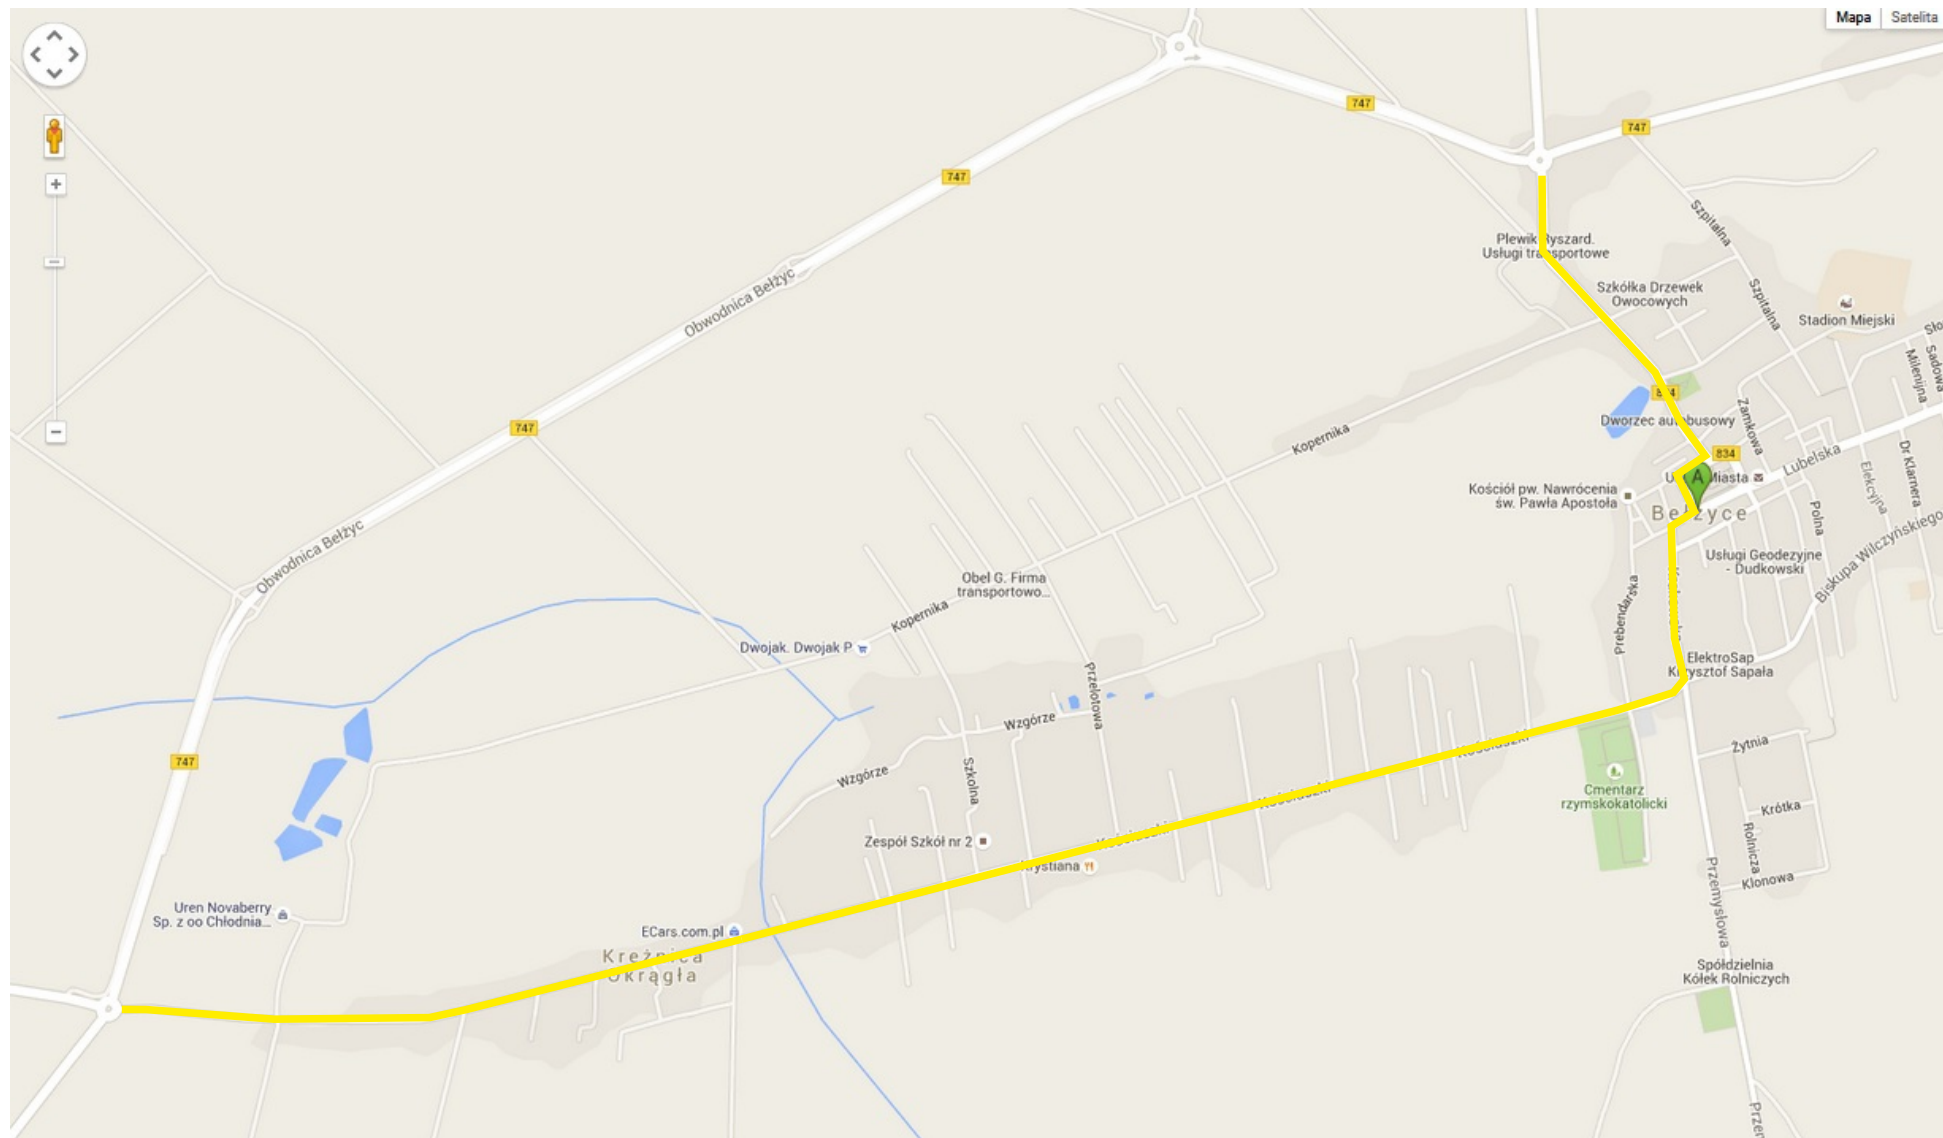 Mapa
Satelita
747
747
747
Szpitalna
Plewik Ryszard.
Usługi transportowe
Szkółka Drzewek
Owocowych
Szpitalna
Obwodnica Bełżyc
Stadion Miejski
Sadowa
Milenijna
Dworzec autobusowy
Zamkowa
747
Kopernika
834
Lubelska
Miasta
A
Kościół pw. Nawrócenia
św. Pawła Apostoła
Bełżyce
Dr Klarnera
Elekcyjna
Polna
Biskupa Wilczyńskiego
Obwodnica Bełżyc
Usługi Geodezyjne
- Dudkowski
Obel G. Firma
transportowo...
Kopernika
Prebendarska
Dwojak. Dwojak P
ElektroSap
Krzysztof Sapała
Przelotowa
Wzgórze
Kościuszki
Żytnia
747
Wzgórze
Szkolna
Kościuszki
Cmentarz
rzymskokatolicki
Krótka
Zespół Szkół nr 2
Kościuszki
Rolnicza
Krystiana
Klonowa
Przemysłowa
Uren Novaberry
Sp. z oo Chłodnia...
ECars.com.pl
Krężnica
Okrągła
Spółdzielnia
Kółek Rolniczych